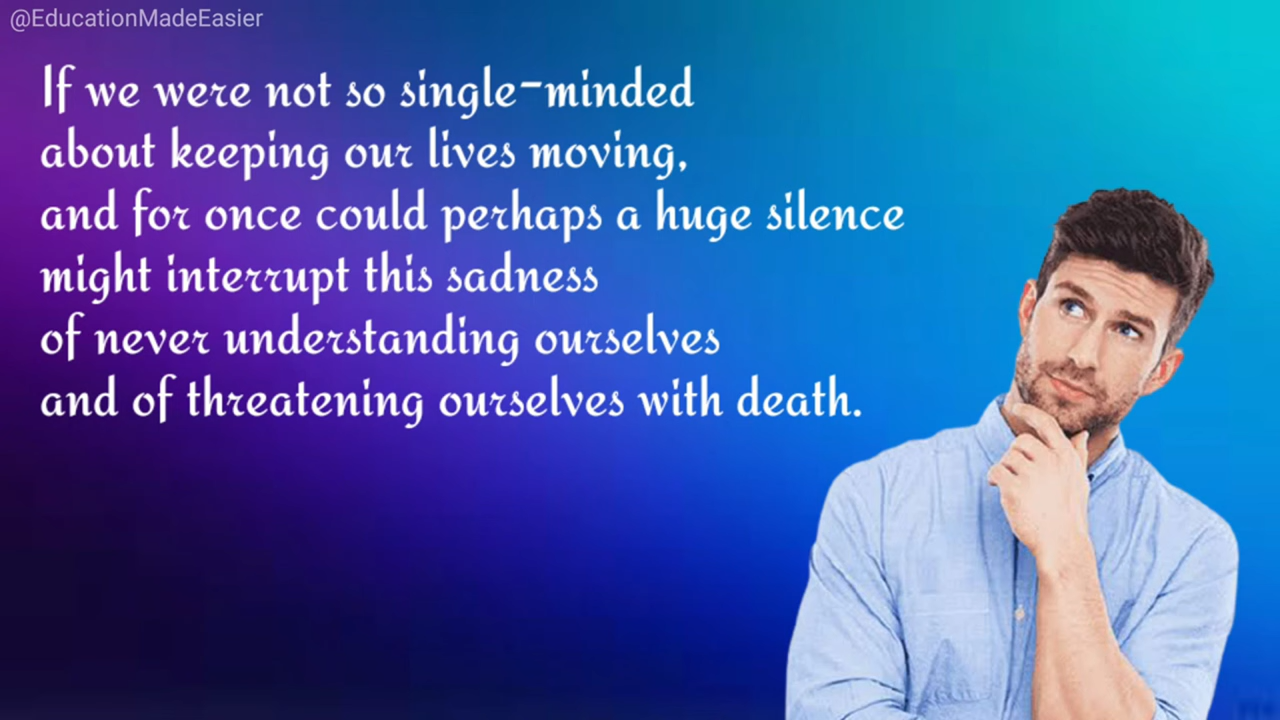 @EducationMadeEasier
If we were not so single-minded
about keeping our lives moving,
and for once could perhaps a huge silence
might interrupt this sadness
of never understanding ourselves
and of threatening ourselves with death.